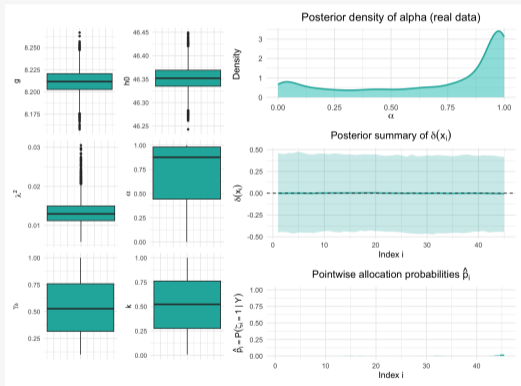 g
8.250
8.225
8.200
8.175
h0
46.45
46.40
46.35
46.30
46.25
λ²
0.03
0.02
0.01
α
1.00
0.75
0.50
0.25
0.00
1.00
0.75
0.50
0.25
k
1.00
0.75
0.50
0.25
0.00
Posterior density of alpha (real data)
Density
3
2
1
0
0.00 0.25 0.50 0.75 1.00
α
Posterior summary of δ(xᵢ)
δ(xᵢ)
0.50
0.25
0.00
-0.25
-0.50
0 10 20 30 40
Index i
Pointwise allocation probabilities p̂ᵢ
p̂ᵢ = P(ζᵢ = 1 | Y)
1.00
0.75
0.50
0.25
0.00
0 10 20 30 40
Index i